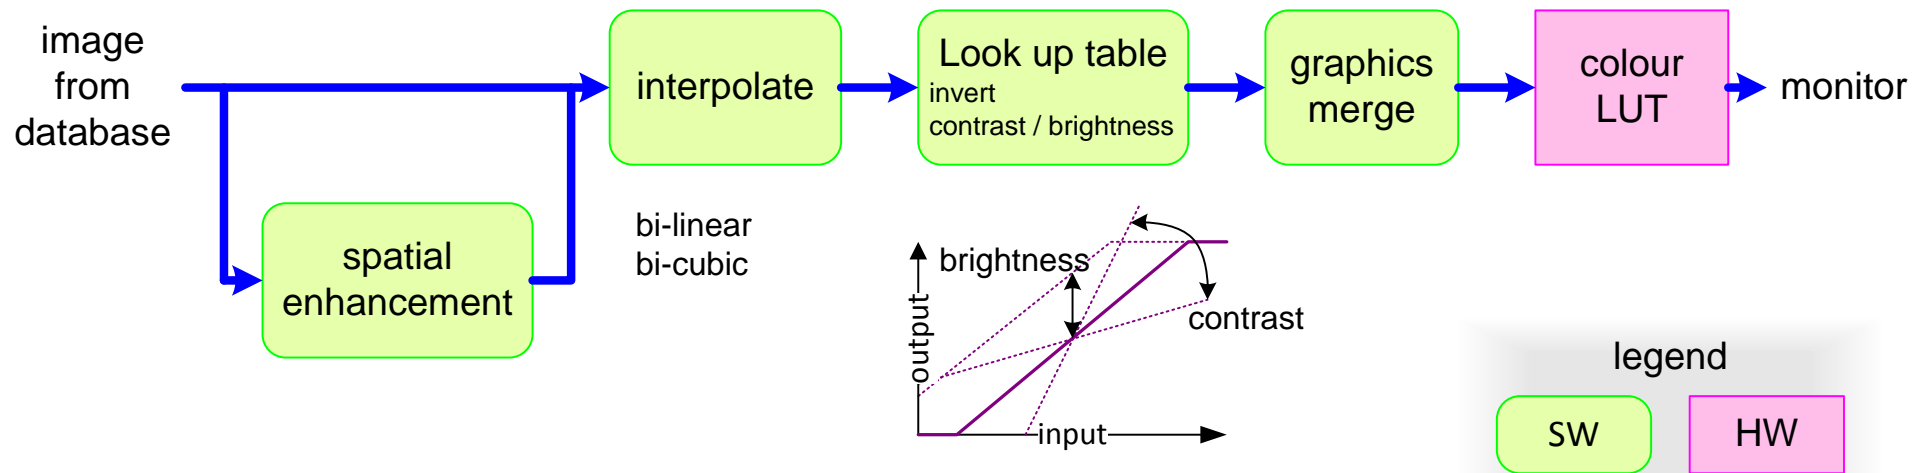 image
from
database
interpolate
Look up table
invert
contrast / brightness
graphics
merge
colour
LUT
monitor
spatial
enhancement
bi-linear
bi-cubic
brightness
output
contrast
input
legend
SW
HW